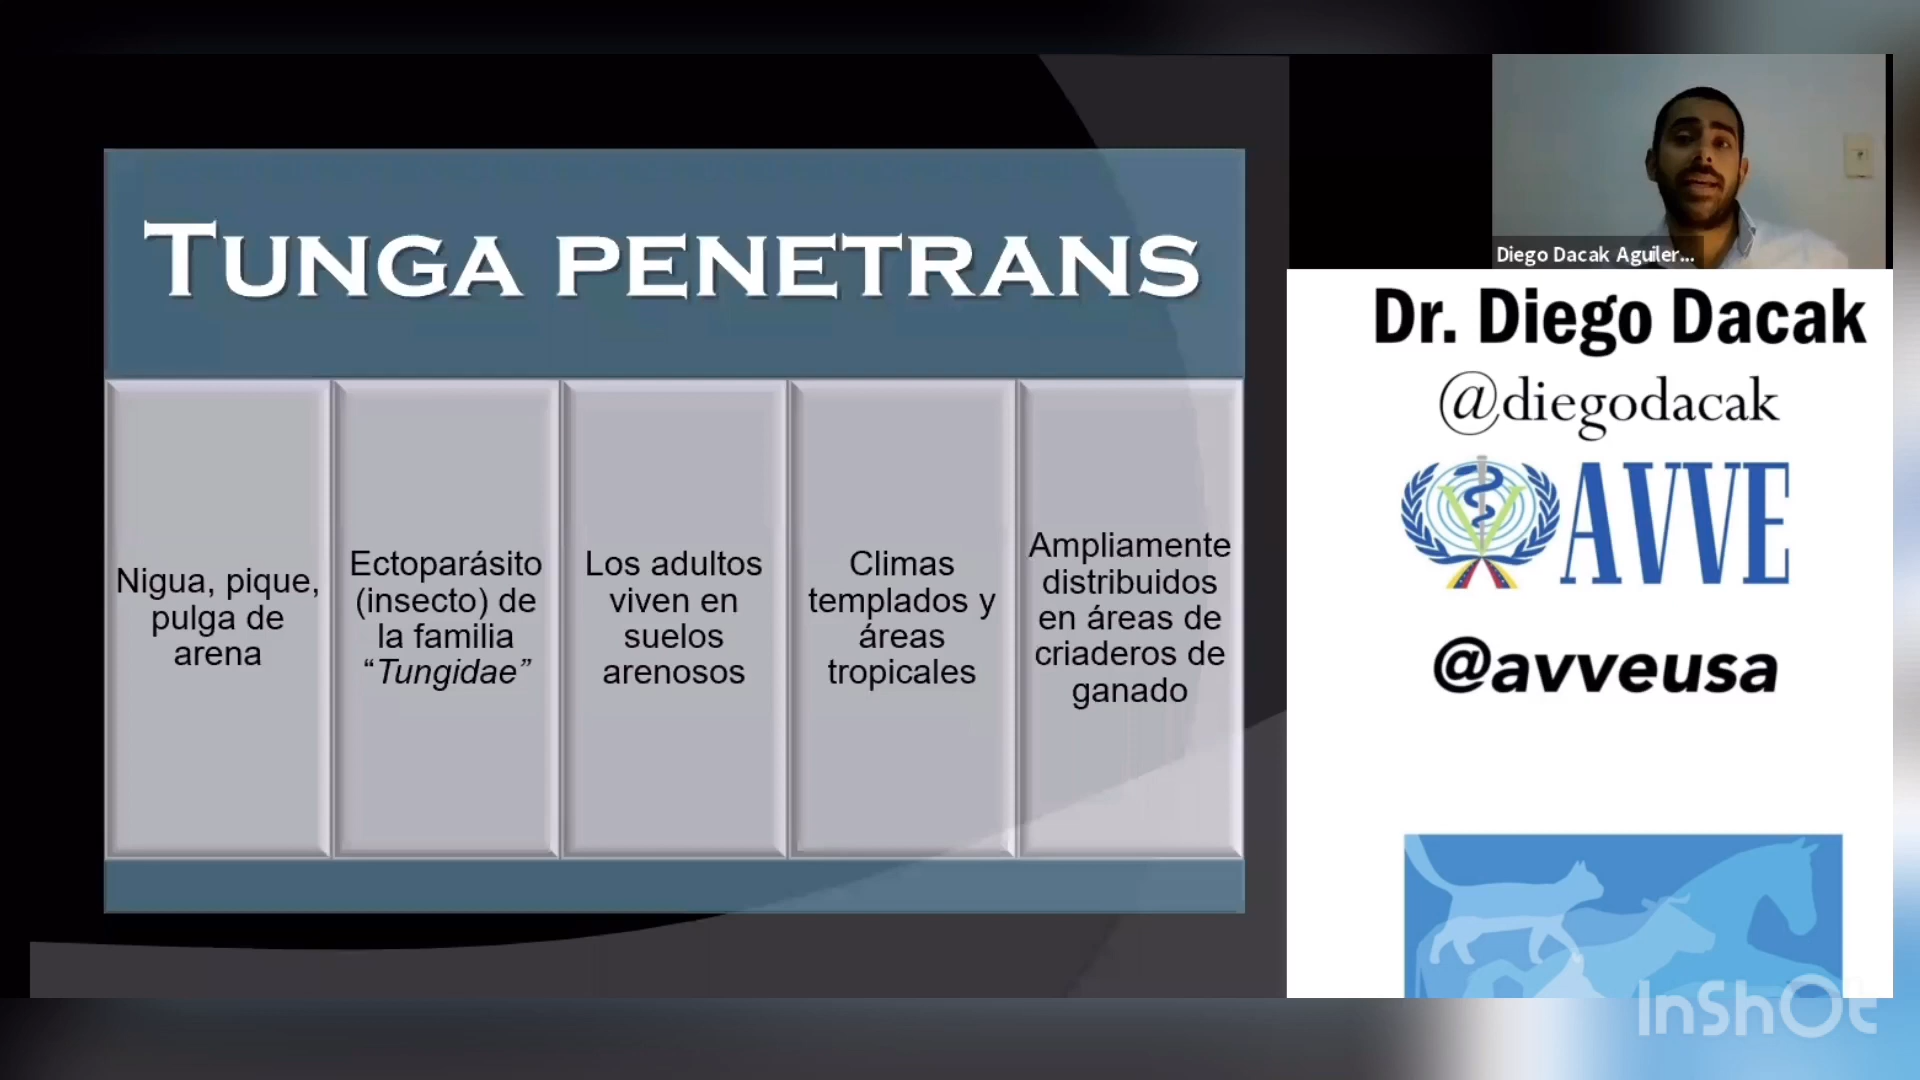 TUNGA PENETRANS
Nigua, pique,
pulga de
arena
Ectoparásito
(insecto) de
la familia
“Tungidae”
Los adultos
viven en
suelos
arenosos
Climas
templados y
áreas
tropicales
Ampliamente
distribuidos
en áreas de
criaderos de
ganado
Diego Dacak Aguiler...
Dr. Diego Dacak
@diegodacak
AVVE
@avveusa
InShOt